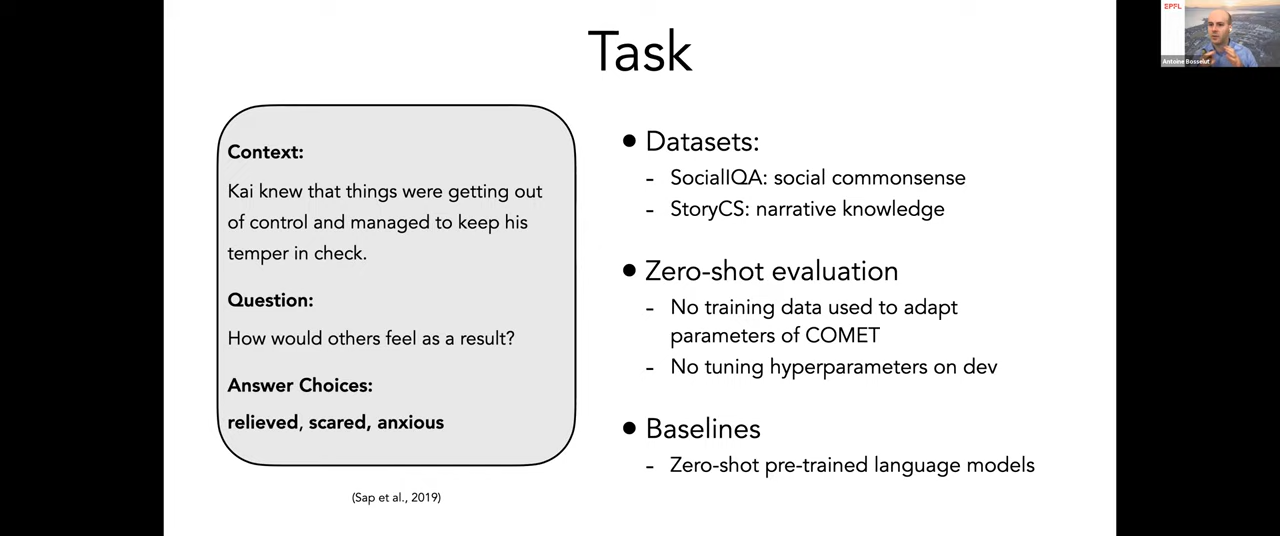 Task
Context:
Kai knew that things were getting out
of control and managed to keep his
temper in check.
Question:
How would others feel as a result?
Answer Choices:
relieved, scared, anxious
(Sap et al., 2019)
• Datasets:
- SocialIQA: social commonsense
- StoryCS: narrative knowledge
• Zero-shot evaluation
- No training data used to adapt
parameters of COMET
- No tuning hyperparameters on dev
• Baselines
- Zero-shot pre-trained language models
EPFL
Antoine Bosselut